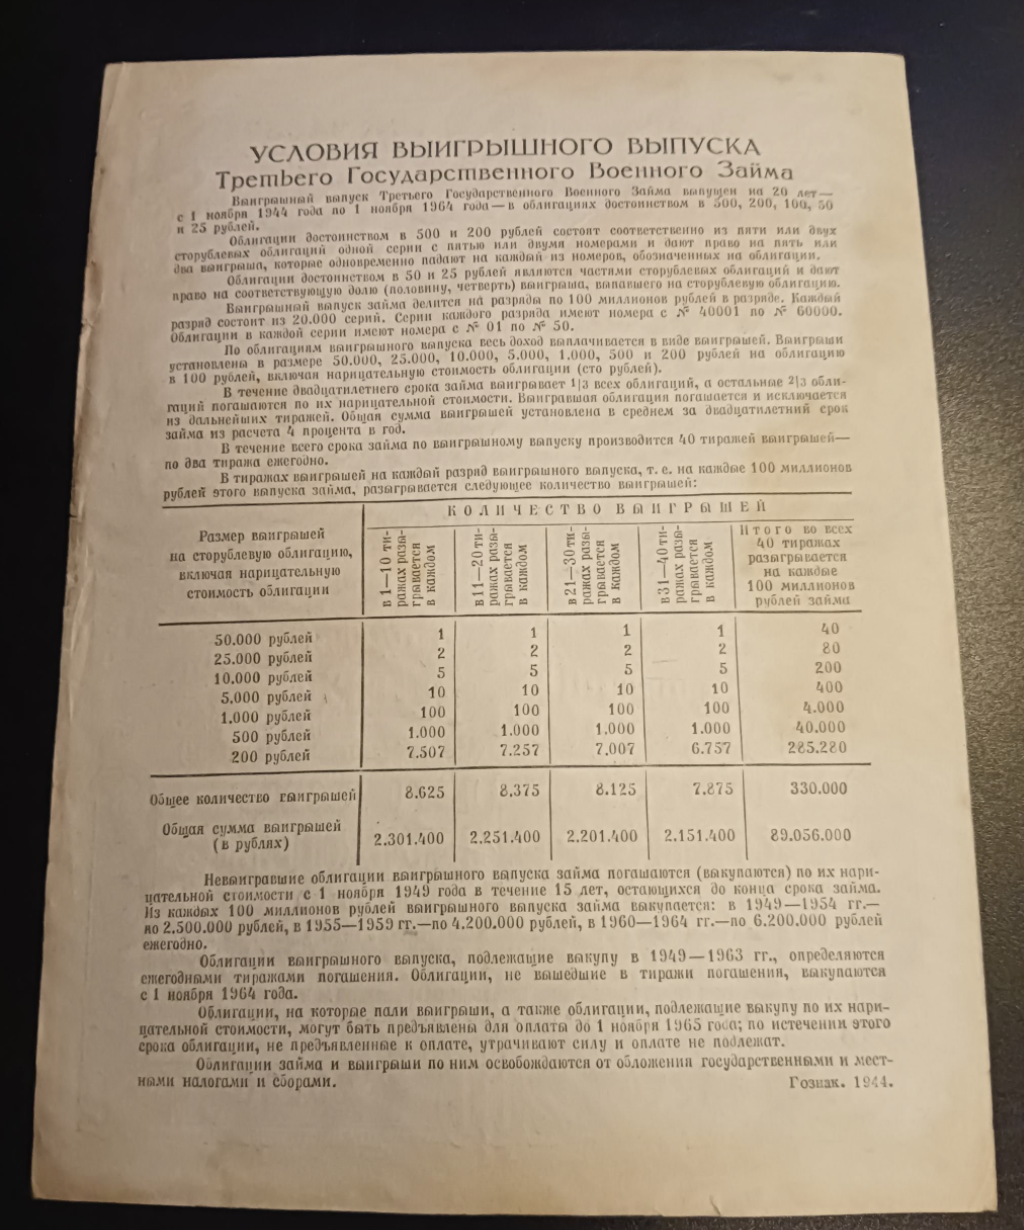 УСЛОВИЯ ВЫИГРЫШНОГО ВЫПУСКА
Третьего Государственного Военного Займа
Выигрышный выпуск Третьего Государственного Военного Займа выпущен на 20 лет—
с 1 ноября 1944 года по 1 ноября 1964 года—в облигациях достоинством в 500, 200, 100, 50
и 25 рублей.
Облигации достоинством в 500 и 200 рублей состоят соответственно из пяти или двух
сторублевых облигаций одной серии с пятью или двумя номерами и дают право на пять или
два выигрыша, которые одновременно падают на каждый из номеров, обозначенных на облигации.
Облигации достоинством в 50 и 25 рублей являются частями сторублевых облигаций и дают
право на соответствующую долю (половину, четверть) выигрыша, выпавшего на сторублевую облигацию.
Выигрышный выпуск займа делится на разряды по 100 миллионов рублей в разряде. Каждый
разряд состоит из 20.000 серий. Серии каждого разряда имеют номера с № 40001 по № 60000.
Облигации в каждой серии имеют номера с № 01 по № 50.
По облигациям выигрышного выпуска весь доход выплачивается в виде выигрышей. Выигрыши
установлены в размере 50.000, 25.000, 10.000, 5.000, 1.000, 500 и 200 рублей на облигацию
в 100 рублей, включая нарицательную стоимость облигации (сто рублей).
В течение двадцатилетнего срока займа выигрывает 1/3 всех облигаций, а остальные 2/3 обли-
гаций погашаются по их нарицательной стоимости. Выигравшая облигация погашается и исключается
из дальнейших тиражей. Общая сумма выигрышей установлена в среднем за двадцатилетний срок
займа из расчета 4 процента в год.
В течение всего срока займа по выигрышному выпуску производится 40 тиражей выигрышей—
по два тиража ежегодно.
В тиражах выигрышей на каждый разряд выигрышного выпуска, т. е. на каждые 100 миллионов
рублей этого выпуска займа, разыгрывается следующее количество выигрышей:
Размер выигрышей
на сторублевую облигацию,
включая нарицательную
стоимость облигации
КОЛИЧЕСТВО ВЫИГРЫШЕЙ
в 1—10 ти-
ражах разы-
грывается
в каждом
в 11—20 ти-
ражах разы-
грывается
в каждом
в 21—30 ти-
ражах разы-
грывается
в каждом
в 31—40 ти-
ражах разы-
грывается
в каждом
Итого во всех
40 тиражах
разыгрывается
на каждые
100 миллионов
рублей займа
50.000 рублей 1 1 1 1 40
25.000 рублей 2 2 2 2 80
10.000 рублей 5 5 5 5 200
5.000 рублей 10 10 10 10 400
1.000 рублей 100 100 100 100 4.000
500 рублей 1.000 1.000 1.000 1.000 40.000
200 рублей 7.507 7.257 7.007 6.757 285.280
Общее количество выигрышей 8.625 8.375 8.125 7.875 330.000
Общая сумма выигрышей
(в рублях) 2.301.400 2.251.400 2.201.400 2.151.400 89.056.000
Невыигравшие облигации выигрышного выпуска займа погашаются (выкупаются) по их нари-
цательной стоимости с 1 ноября 1949 года в течение 15 лет, остающихся до конца срока займа.
Из каждых 100 миллионов рублей выигрышного выпуска займа выкупается: в 1949—1954 гг.—
по 2.500.000 рублей, в 1955—1959 гг.—по 4.200.000 рублей, в 1960—1964 гг.—по 6.200.000 рублей
ежегодно.
Облигации выигрышного выпуска, подлежащие выкупу в 1949—1963 гг., определяются
ежегодными тиражами погашения. Облигации, не вышедшие в тиражи погашения, выкупаются
с 1 ноября 1964 года.
Облигации, на которые пали выигрыши, а также облигации, подлежащие выкупу по их нари-
цательной стоимости, могут быть предъявлены для оплаты до 1 ноября 1965 года; по истечении этого
срока облигации, не предъявленные к оплате, утрачивают силу и оплате не подлежат.
Облигации займа и выигрыши по ним освобождаются от обложения государственными и мест-
ными налогами и сборами.
Гознак. 1944.